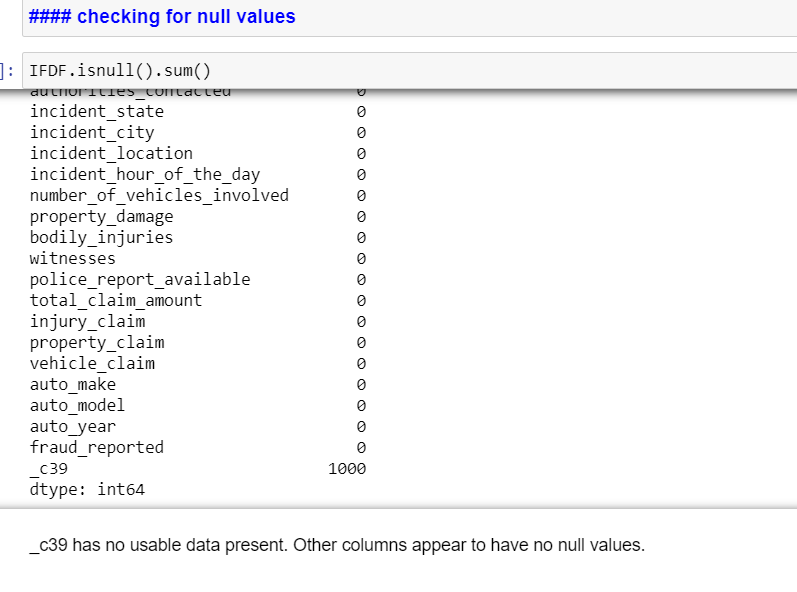 #### checking for null values
]: IFDF.isnull().sum()
authorities_contacted 0
incident_state 0
incident_city 0
incident_location 0
incident_hour_of_the_day 0
number_of_vehicles_involved 0
property_damage 0
bodily_injuries 0
witnesses 0
police_report_available 0
total_claim_amount 0
injury_claim 0
property_claim 0
vehicle_claim 0
auto_make 0
auto_model 0
auto_year 0
fraud_reported 0
_c39 1000
dtype: int64
_c39 has no usable data present. Other columns appear to have no null values.